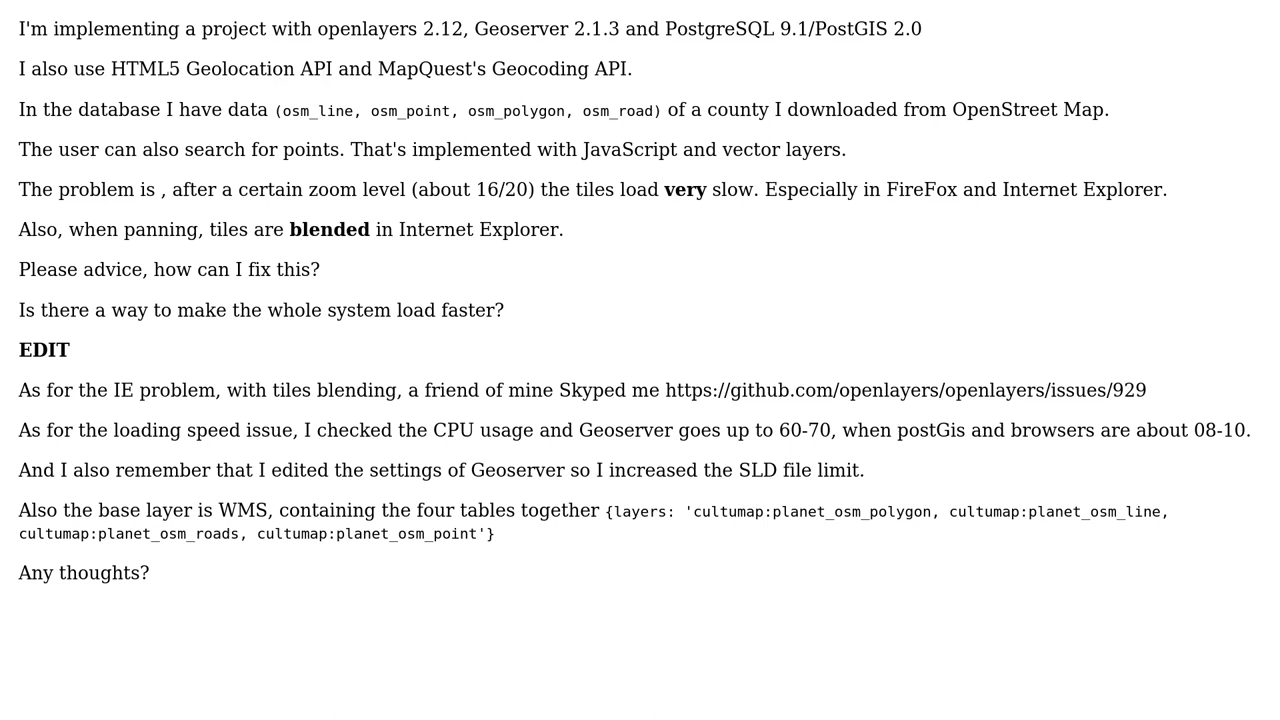 I'm implementing a project with openlayers 2.12, Geoserver 2.1.3 and PostgreSQL 9.1/PostGIS 2.0
I also use HTML5 Geolocation API and MapQuest's Geocoding API.
In the database I have data (osm_line, osm_point, osm_polygon, osm_road) of a county I downloaded from OpenStreet Map.
The user can also search for points. That's implemented with JavaScript and vector layers.
The problem is , after a certain zoom level (about 16/20) the tiles load very slow. Especially in FireFox and Internet Explorer.
Also, when panning, tiles are blended in Internet Explorer.
Please advice, how can I fix this?
Is there a way to make the whole system load faster?
EDIT
As for the IE problem, with tiles blending, a friend of mine Skyped me https://github.com/openlayers/openlayers/issues/929
As for the loading speed issue, I checked the CPU usage and Geoserver goes up to 60-70, when postGis and browsers are about 08-10.
And I also remember that I edited the settings of Geoserver so I increased the SLD file limit.
Also the base layer is WMS, containing the four tables together {layers: 'cultumap:planet_osm_polygon, cultumap:planet_osm_line,
cultumap:planet_osm_roads, cultumap:planet_osm_point'}
Any thoughts?